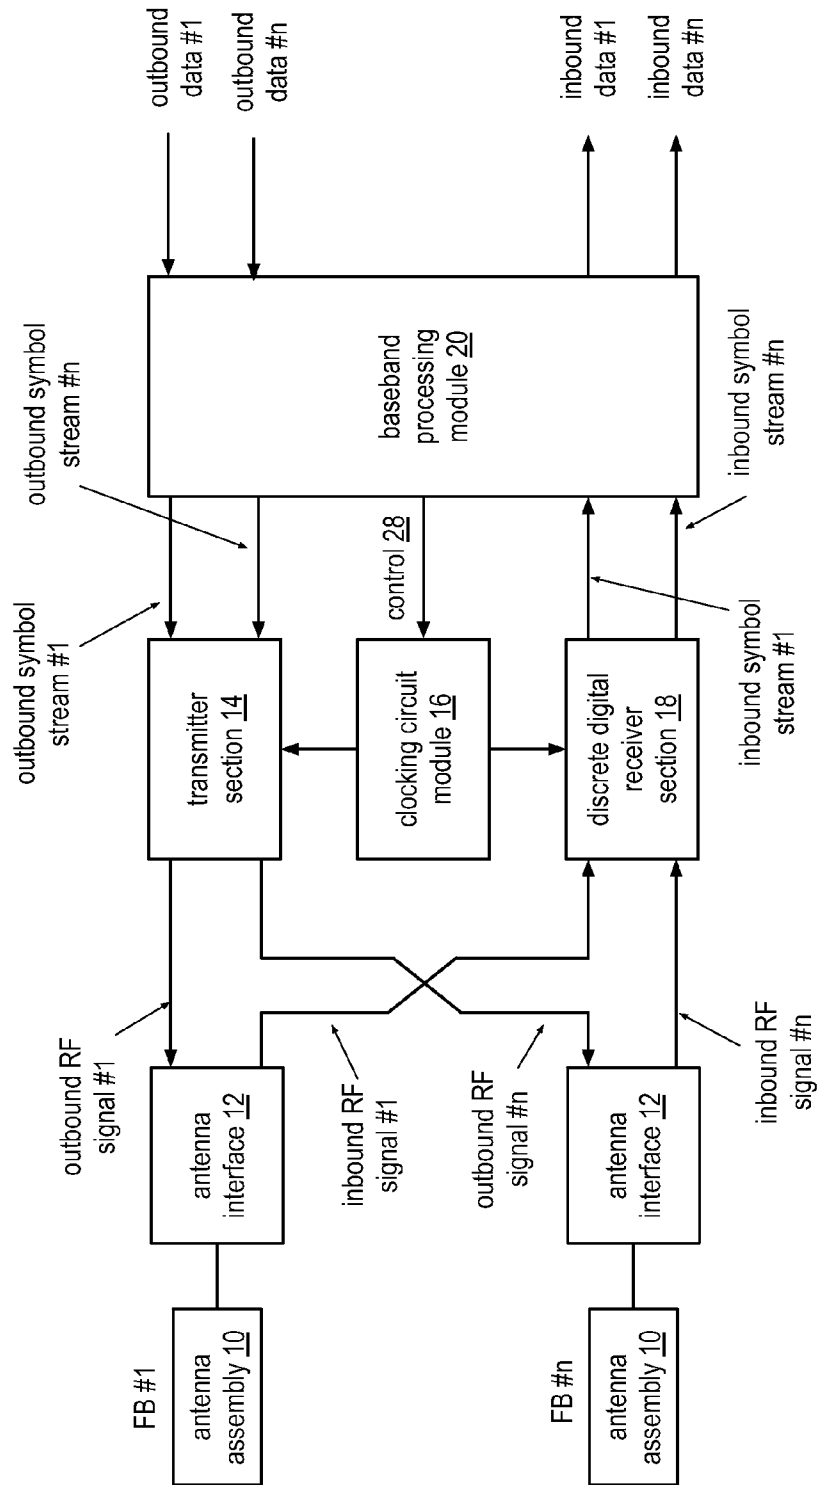 outbound
data #1
outbound
data #n
inbound
data #1
inbound
data #n
outbound symbol
stream #n
baseband
processing
module 20
inbound symbol
stream #n
outbound symbol
stream #1
control 28
inbound symbol
stream #1
transmitter
section 14
clocking circuit
module 16
discrete digital
receiver
section 18
outbound RF
signal #1
inbound RF
signal #1
outbound RF
signal #n
inbound RF
signal #n
antenna
interface 12
antenna
interface 12
FB #1
antenna
assembly 10
FB #n
antenna
assembly 10